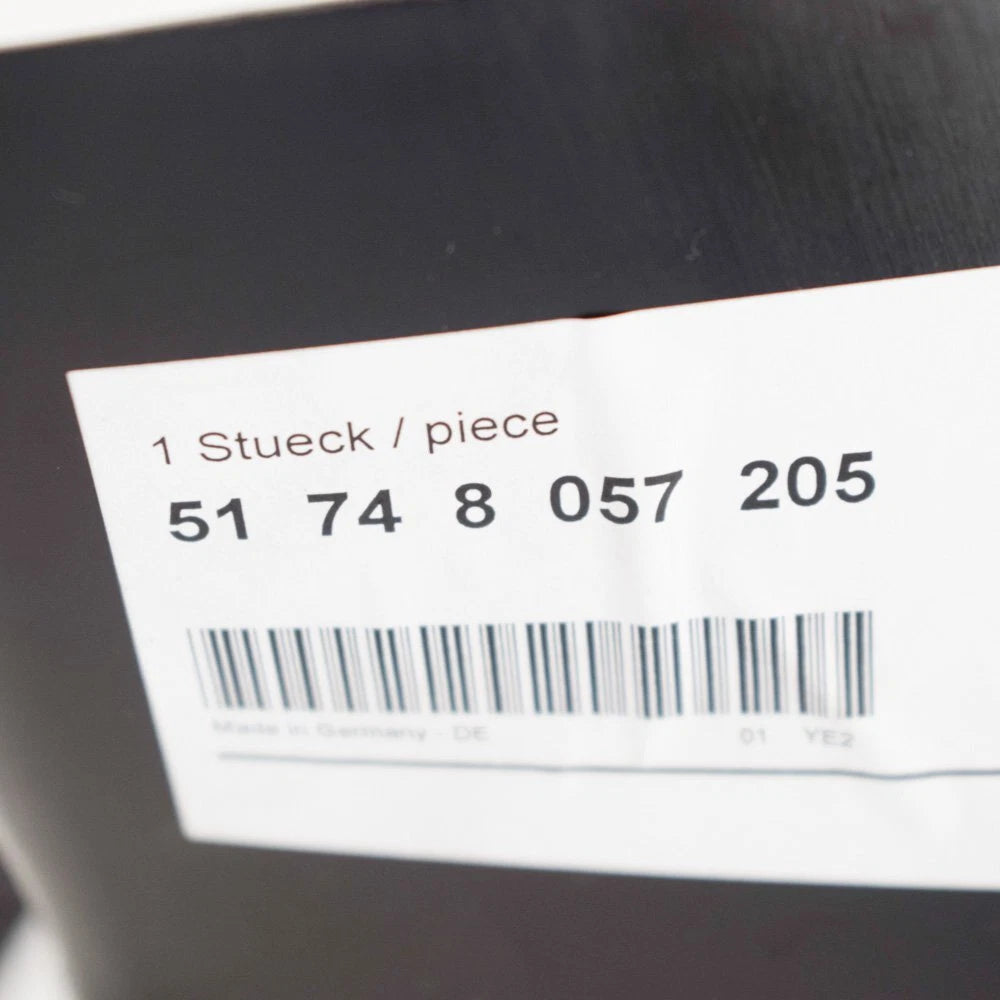 1 Stueck / piece
51 74 8 057 205
Made in Germany - DE 01 YE2